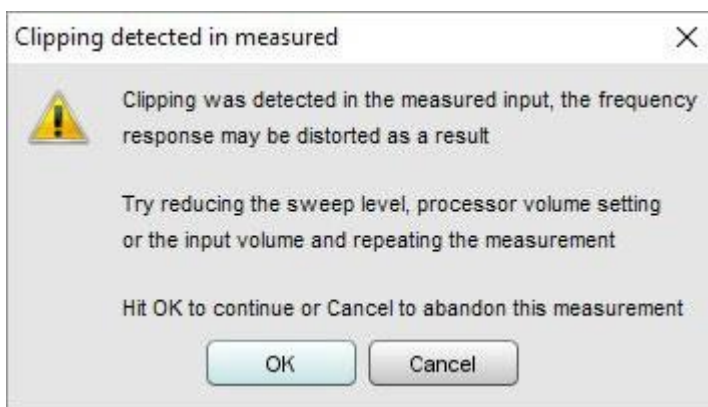 Clipping detected in measured
Clipping was detected in the measured input, the frequency
response may be distorted as a result
Try reducing the sweep level, processor volume setting
or the input volume and repeating the measurement
Hit OK to continue or Cancel to abandon this measurement
OK
Cancel